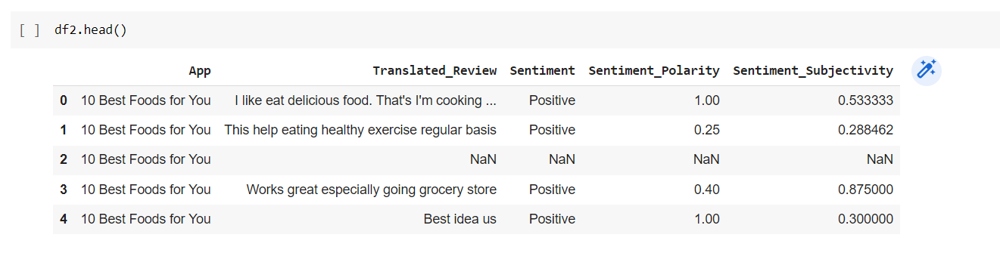 [ ] df2.head()
App Translated_Review Sentiment Sentiment_Polarity Sentiment_Subjectivity
0 10 Best Foods for You I like eat delicious food. That's I'm cooking ... Positive 1.00 0.533333
1 10 Best Foods for You This help eating healthy exercise regular basis Positive 0.25 0.288462
2 10 Best Foods for You NaN NaN NaN NaN
3 10 Best Foods for You Works great especially going grocery store Positive 0.40 0.875000
4 10 Best Foods for You Best idea us Positive 1.00 0.300000